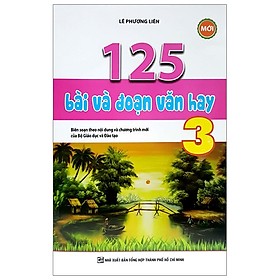 LÊ PHƯƠNG LIÊN
MỚI
125
bài và đoạn văn hay
3
Biên soạn theo nội dung và chương trình mới
của Bộ Giáo dục và Đào tạo
NHÀ XUẤT BẢN TỔNG HỢP THÀNH PHỐ HỒ CHÍ MINH